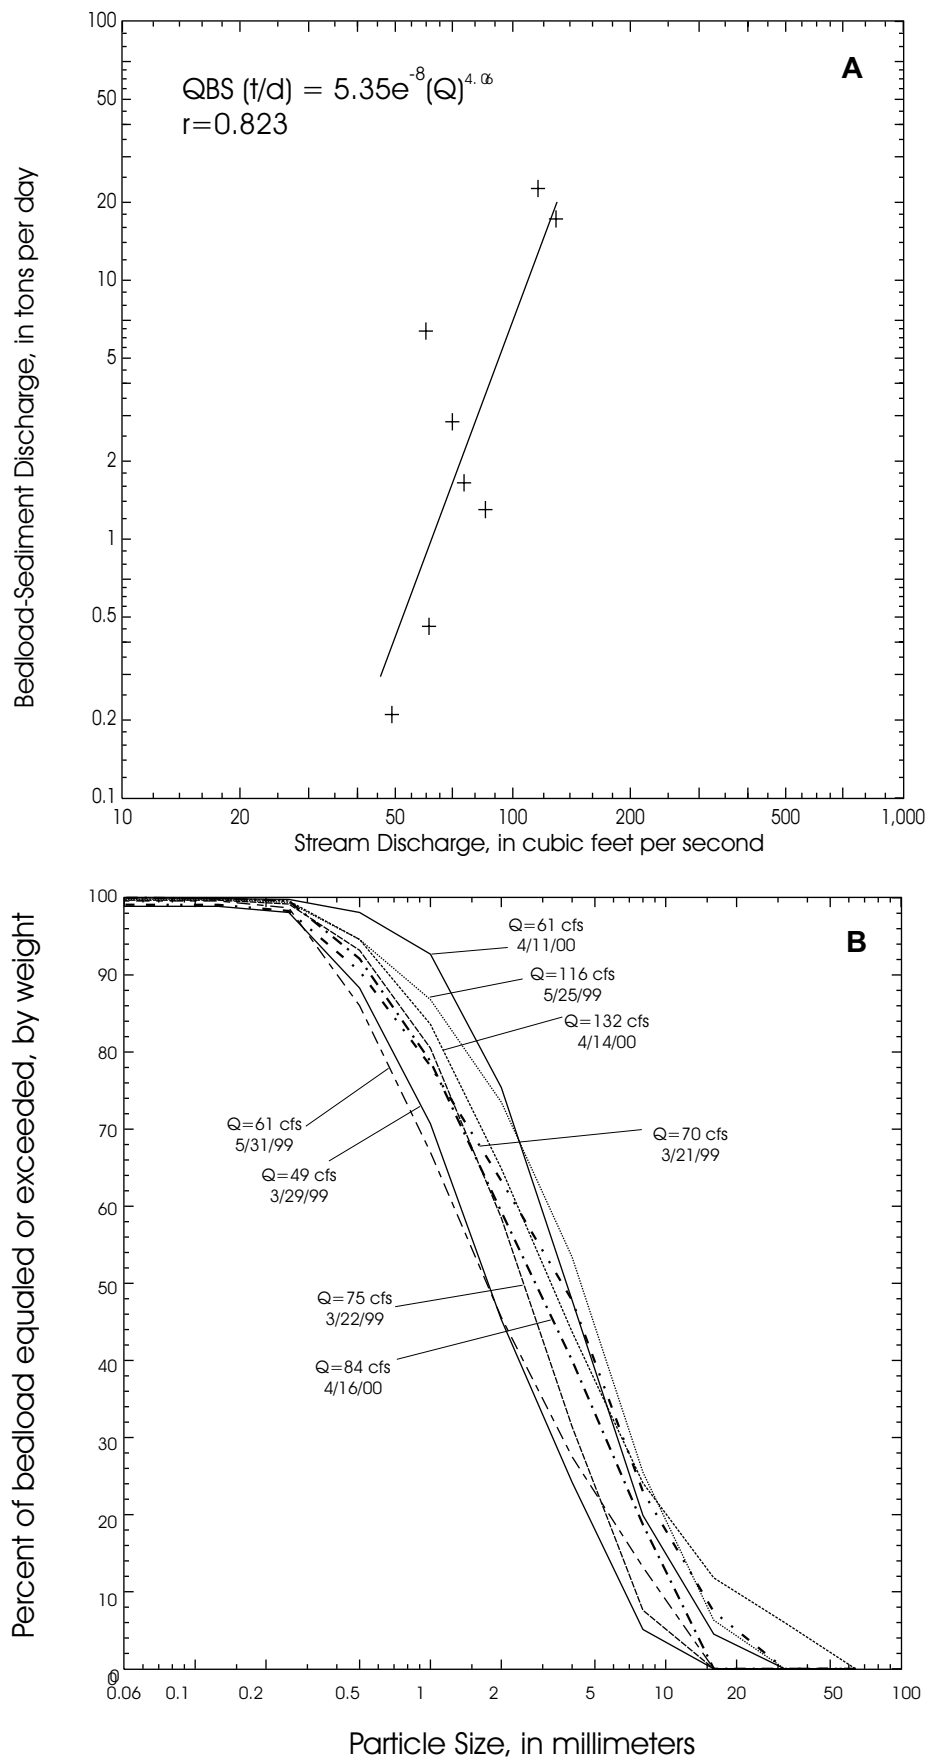 A
QBS (t/d) = 5.35e^-8(Q)^4.06
r=0.823
Bedload-Sediment Discharge, in tons per day
100
50
20
10
5
2
1
0.5
0.2
0.1
10 20 50 100 200 500 1,000
Stream Discharge, in cubic feet per second
B
Percent of bedload equaled or exceeded, by weight
100
90
80
70
60
50
40
30
20
10
0
Q=61 cfs
4/11/00
Q=116 cfs
5/25/99
Q=132 cfs
4/14/00
Q=61 cfs
5/31/99
Q=70 cfs
3/21/99
Q=49 cfs
3/29/99
Q=75 cfs
3/22/99
Q=84 cfs
4/16/00
0.06 0.1 0.2 0.5 1 2 5 10 20 50 100
Particle Size, in millimeters